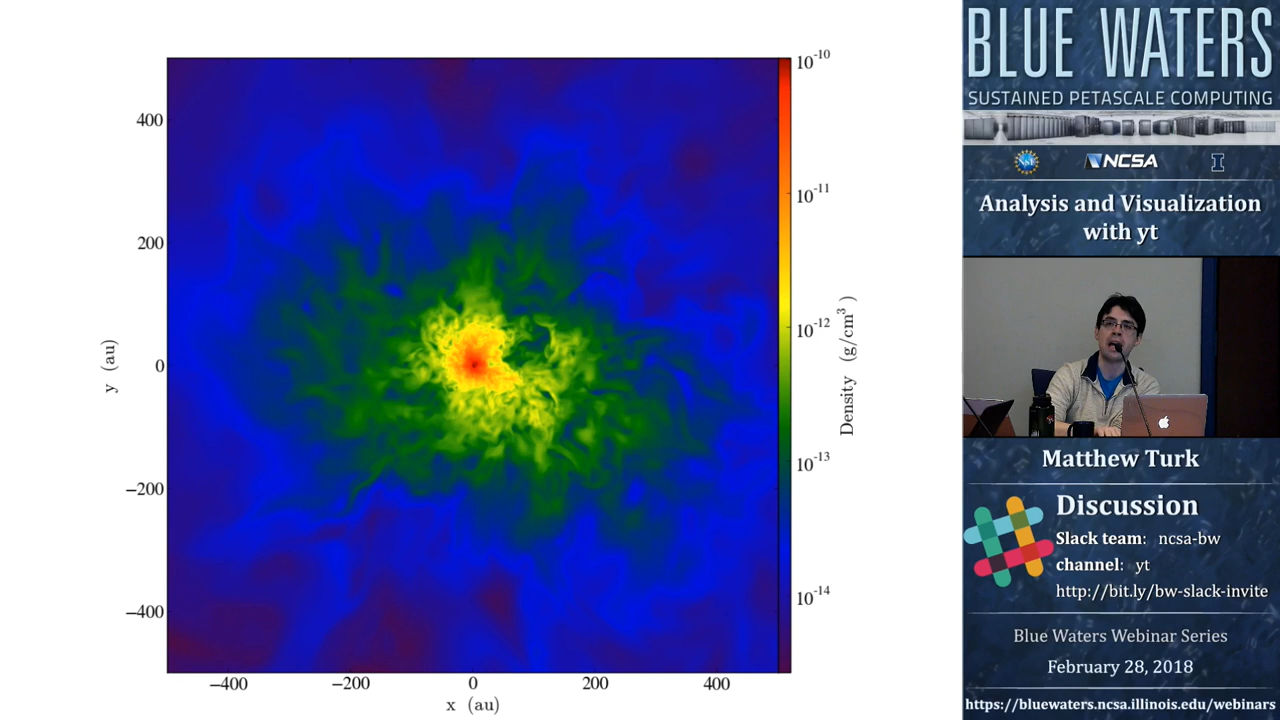 400
200
0
−200
−400
y (au)
−400
−200
0
200
400
x (au)
10-10
10-11
10-12
10-13
10-14
Density (g/cm3)
BLUE WATERS
SUSTAINED PETASCALE COMPUTING
NSF
NCSA
I
Analysis and Visualization
with yt
Matthew Turk
Discussion
Slack team: ncsa-bw
channel: yt
http://bit.ly/bw-slack-invite
Blue Waters Webinar Series
February 28, 2018
https://bluewaters.ncsa.illinois.edu/webinars